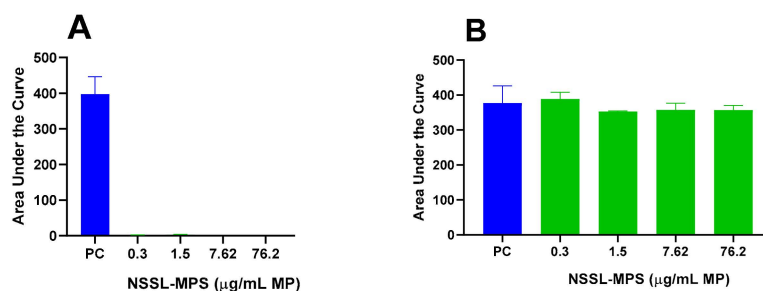 A
Area Under the Curve
500
400
300
200
100
0
PC 0.3 1.5 7.62 76.2
NSSL-MPS (μg/mL MP)
B
Area Under the Curve
500
400
300
200
100
0
PC 0.3 1.5 7.62 76.2
NSSL-MPS (μg/mL MP)